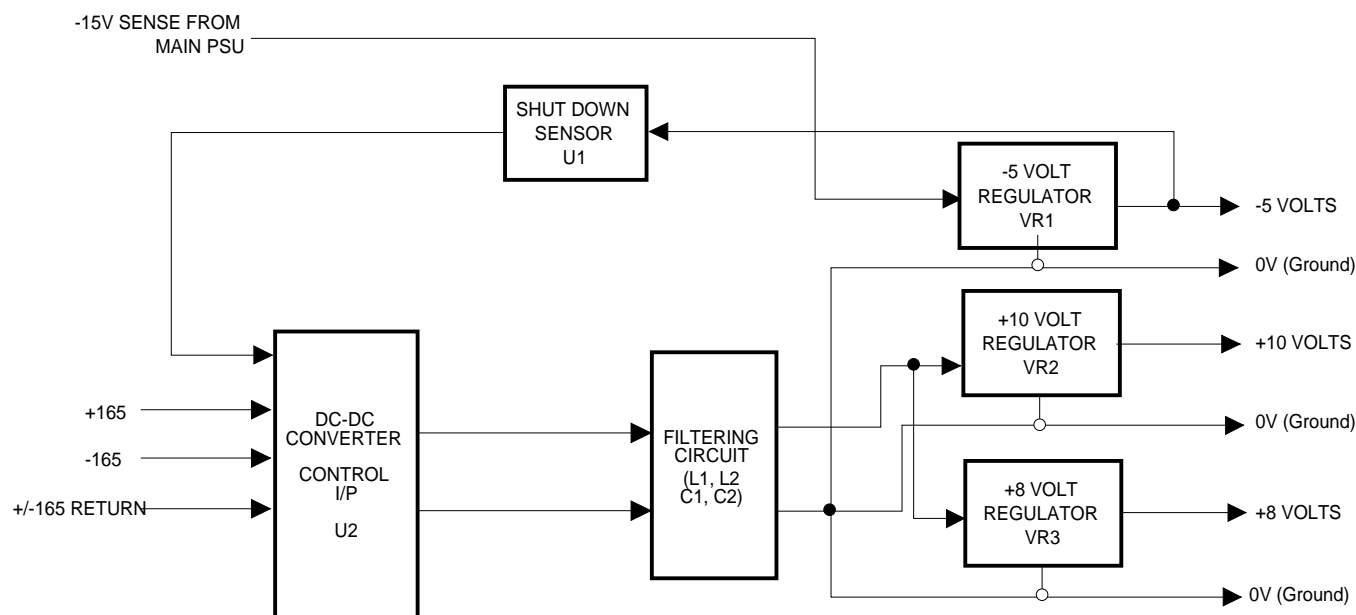 -15V SENSE FROM
MAIN PSU
SHUT DOWN
SENSOR
U1
-5 VOLT
REGULATOR
VR1
-5 VOLTS
0V (Ground)
+10 VOLT
REGULATOR
VR2
+10 VOLTS
0V (Ground)
+165
-165
+/-165 RETURN
DC-DC
CONVERTER
CONTROL
I/P
U2
FILTERING
CIRCUIT
(L1, L2
C1, C2)
+8 VOLT
REGULATOR
VR3
+8 VOLTS
0V (Ground)